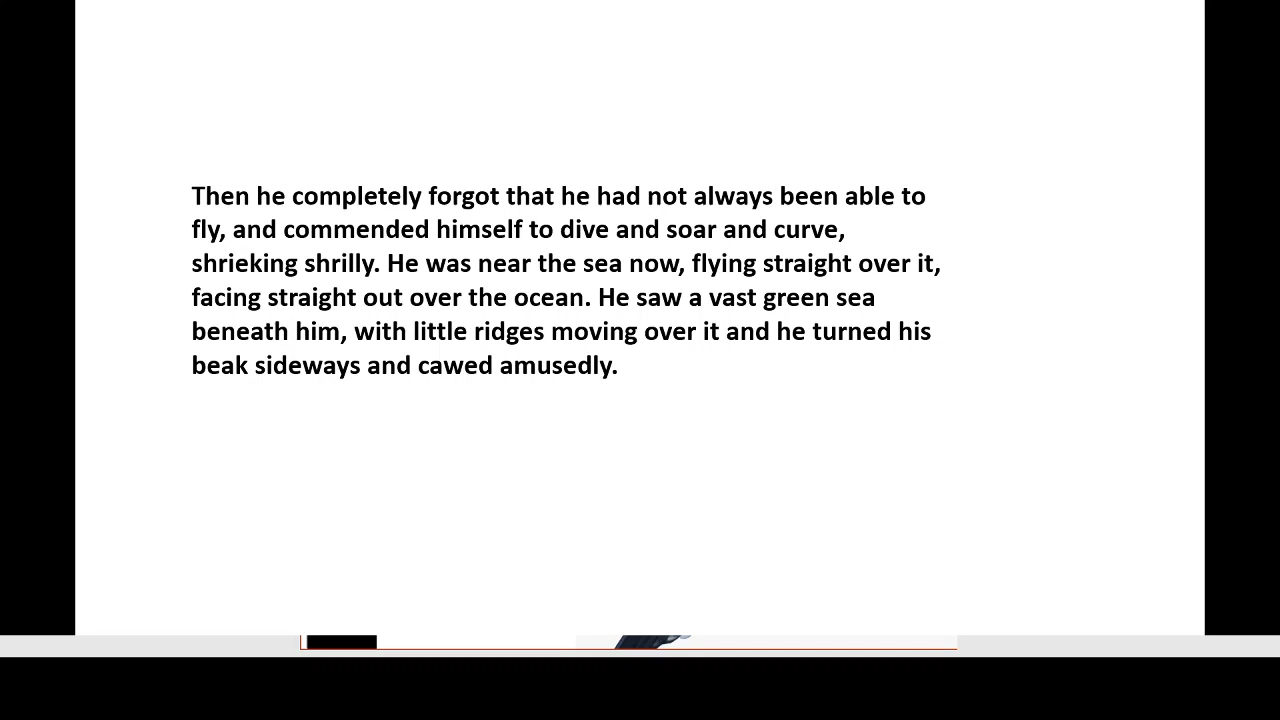 Then he completely forgot that he had not always been able to
fly, and commended himself to dive and soar and curve,
shrieking shrilly. He was near the sea now, flying straight over it,
facing straight out over the ocean. He saw a vast green sea
beneath him, with little ridges moving over it and he turned his
beak sideways and cawed amusedly.